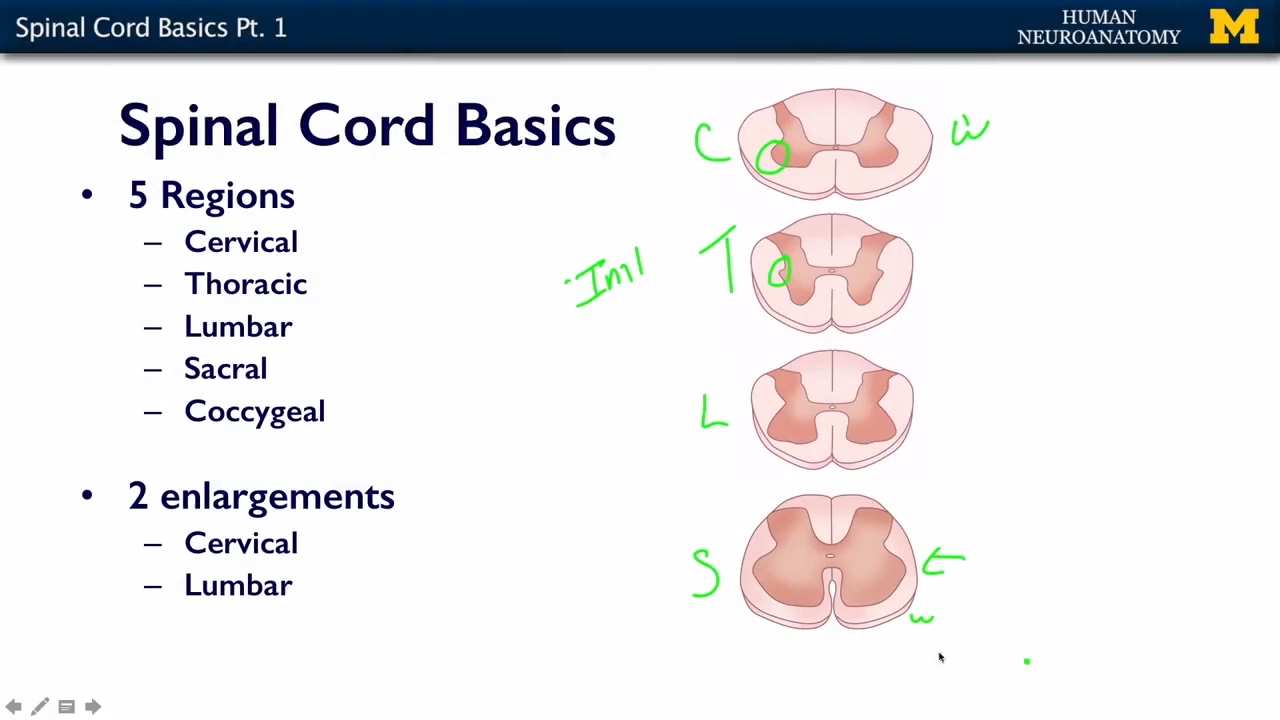 Spinal Cord Basics Pt. 1
HUMAN
NEUROANATOMY
M
Spinal Cord Basics
• 5 Regions
– Cervical
– Thoracic
– Lumbar
– Sacral
– Coccygeal
• 2 enlargements
– Cervical
– Lumbar
C
W
Iml
T
L
S
w